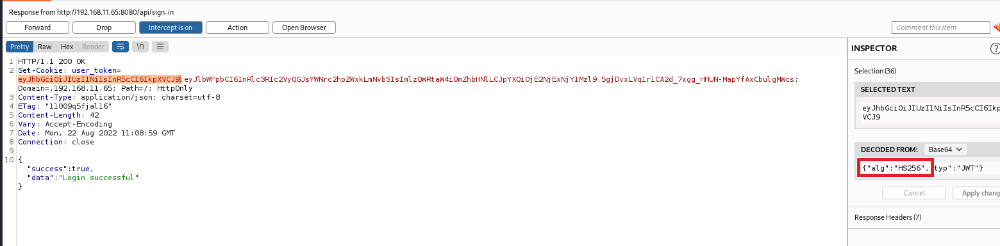 Response from http://192.168.11.65:8080/api/sign-in
Forward Drop Intercept is on Action Open Browser Comment this item
Pretty Raw Hex Render \n
INSPECTOR ?
1 HTTP/1.1 200 OK
2 Set-Cookie: user_token=
eyJhbGciOiJIUzI1NiIsInR5cCI6IkpXVCJ9.eyJlbWFpbCI6InRlc3R1c2VyQGJsYWNrc2hpZWxkLmNvbSIsImlzQWRtaW4iOmZhbHNlLCJpYXQiOjE2NjExNjY1Mzl9.5gjDvxLVq1r1CA2d_7xgg_HHUN-MapYfAxCbulgMWcs;
Domain=.192.168.11.65; Path=/; HttpOnly
3 Content-Type: application/json; charset=utf-8
4 ETag: "11009q5fjal16"
5 Content-Length: 42
6 Vary: Accept-Encoding
7 Date: Mon, 22 Aug 2022 11:08:59 GMT
8 Connection: close
9
10 {
"success":true,
"data":"Login successful"
}
Selection (36)
SELECTED TEXT
eyJhbGciOiJIUzI1NiIsInR5cCI6Ikp
XVCJ9
DECODED FROM: Base64
{"alg":"HS256", typ":"JWT"}
Cancel Apply chang
Response Headers (7)